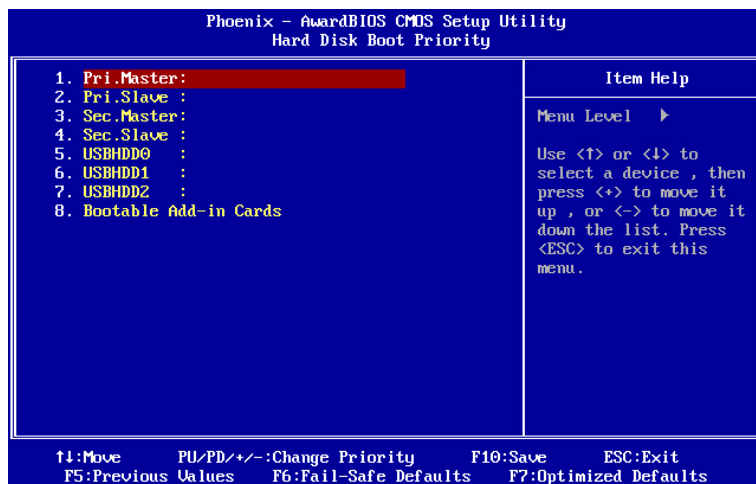 Phoenix - AwardBIOS CMOS Setup Utility
Hard Disk Boot Priority
1. Pri.Master:
2. Pri.Slave :
3. Sec.Master:
4. Sec.Slave :
5. USBHDD0 :
6. USBHDD1 :
7. USBHDD2 :
8. Bootable Add-in Cards
Item Help
Menu Level ▶
Use <↑> or <↓> to
select a device , then
press <+> to move it
up , or <-> to move it
down the list. Press
<ESC> to exit this
menu.
↑↓:Move PU/PD/+/-:Change Priority F10:Save ESC:Exit
F5:Previous Values F6:Fail-Safe Defaults F7:Optimized Defaults